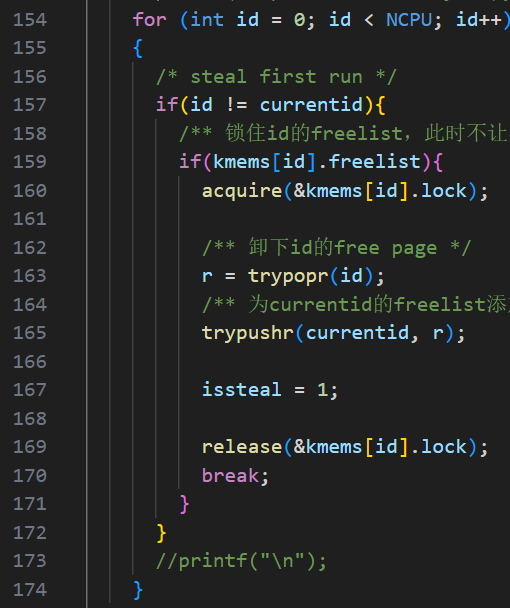 154 for (int id = 0; id < NCPU; id++)
155 {
156 /* steal first run */
157 if(id != currentid){
158 /** 锁住id的freelist，此时不让
159 if(kmems[id].freelist){
160 acquire(&kmems[id].lock);
161
162 /** 卸下id的free page */
163 r = trypopr(id);
164 /** 为currentid的freelist添
165 trypushr(currentid, r);
166
167 issteal = 1;
168
169 release(&kmems[id].lock);
170 break;
171 }
172 }
173 //printf("\n");
174 }